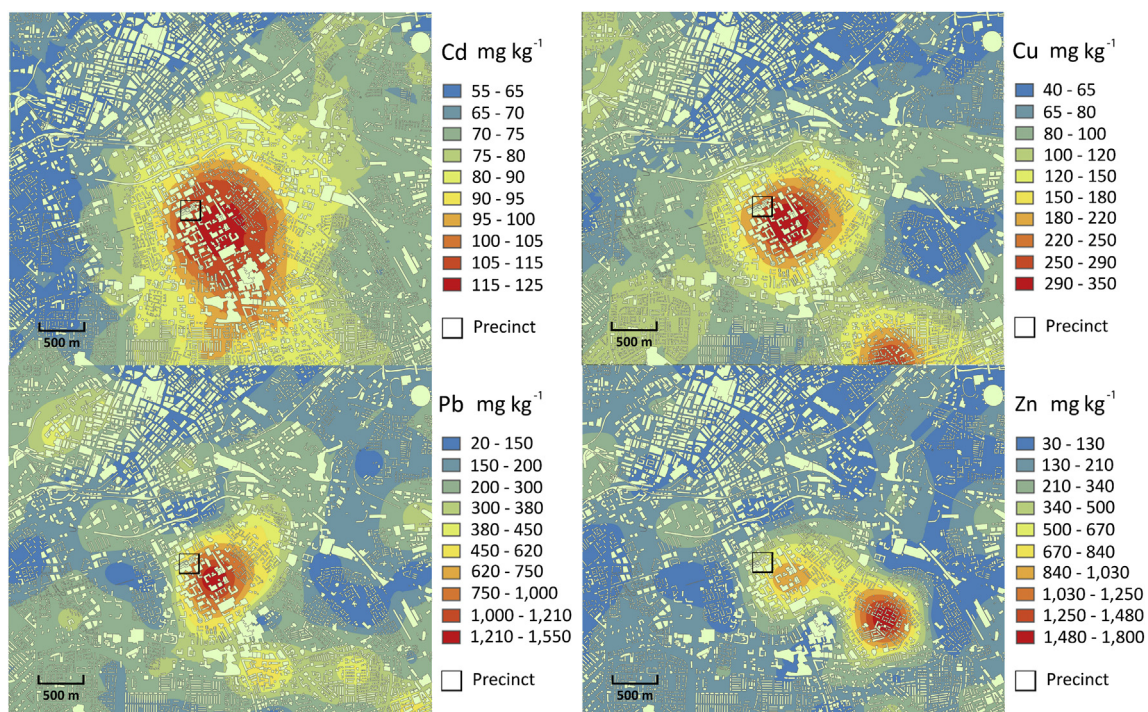 Cd mg kg⁻¹
55 - 65
65 - 70
70 - 75
75 - 80
80 - 90
90 - 95
95 - 100
100 - 105
105 - 115
115 - 125
Precinct
500 m
Cu mg kg⁻¹
40 - 65
65 - 80
80 - 100
100 - 120
120 - 150
150 - 180
180 - 220
220 - 250
250 - 290
290 - 350
Precinct
500 m
Pb mg kg⁻¹
20 - 150
150 - 200
200 - 300
300 - 380
380 - 450
450 - 620
620 - 750
750 - 1,000
1,000 - 1,210
1,210 - 1,550
Precinct
500 m
Zn mg kg⁻¹
30 - 130
130 - 210
210 - 340
340 - 500
500 - 670
670 - 840
840 - 1,030
1,030 - 1,250
1,250 - 1,480
1,480 - 1,800
Precinct
500 m